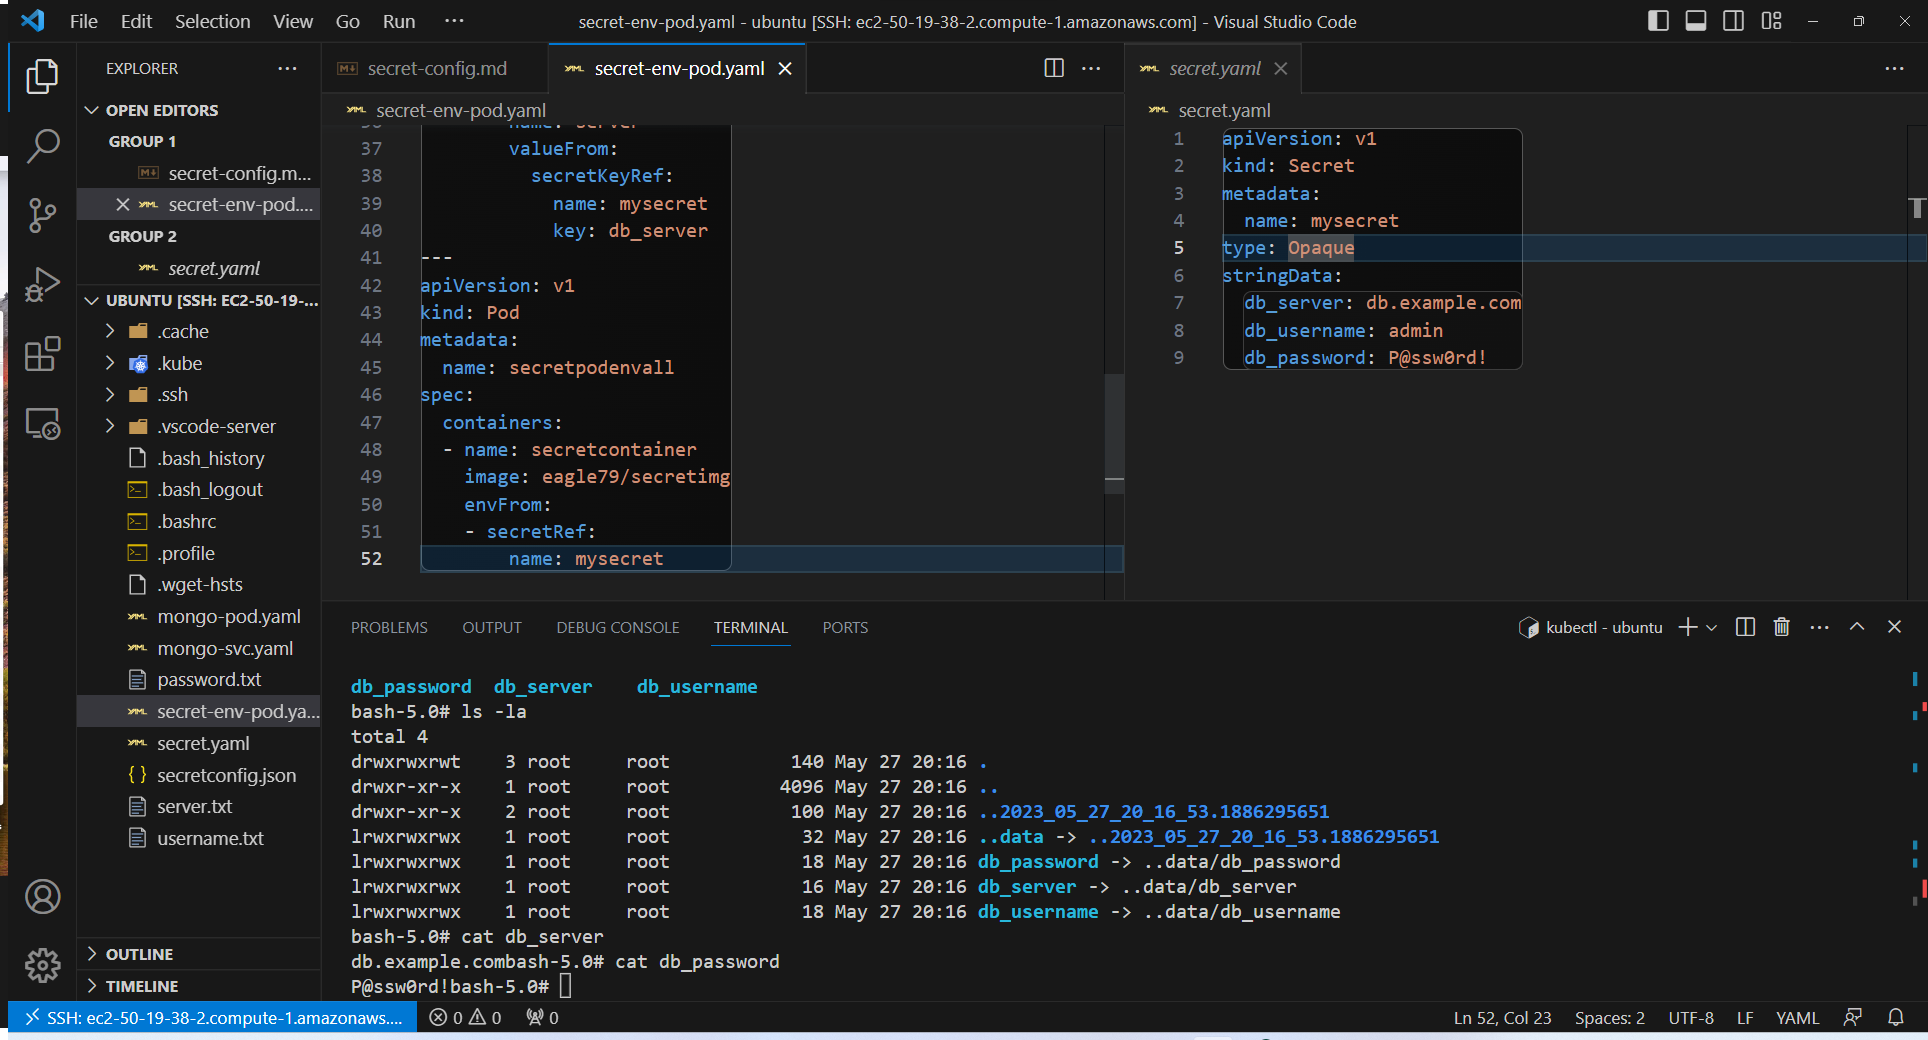 File Edit Selection View Go Run ··· secret-env-pod.yaml - ubuntu [SSH: ec2-50-19-38-2.compute-1.amazonaws.com] - Visual Studio Code
EXPLORER
OPEN EDITORS
GROUP 1
secret-config.m...
secret-env-pod....
GROUP 2
secret.yaml
UBUNTU [SSH: EC2-50-19-...
.cache
.kube
.ssh
.vscode-server
.bash_history
.bash_logout
.bashrc
.profile
.wget-hsts
mongo-pod.yaml
mongo-svc.yaml
password.txt
secret-env-pod.ya...
secret.yaml
secretconfig.json
server.txt
username.txt
OUTLINE
TIMELINE
secret-config.md secret-env-pod.yaml
secret-env-pod.yaml
36 name: server
37 valueFrom:
38 secretKeyRef:
39 name: mysecret
40 key: db_server
41 ---
42 apiVersion: v1
43 kind: Pod
44 metadata:
45 name: secretpodenvall
46 spec:
47 containers:
48 - name: secretcontainer
49 image: eagle79/secretimg
50 envFrom:
51 - secretRef:
52 name: mysecret
secret.yaml
secret.yaml
1 apiVersion: v1
2 kind: Secret
3 metadata:
4 name: mysecret
5 type: Opaque
6 stringData:
7 db_server: db.example.com
8 db_username: admin
9 db_password: P@ssw0rd!
PROBLEMS OUTPUT DEBUG CONSOLE TERMINAL PORTS kubectl - ubuntu
db_password db_server db_username
bash-5.0# ls -la
total 4
drwxrwxrwt 3 root root 140 May 27 20:16 .
drwxr-xr-x 1 root root 4096 May 27 20:16 ..
drwxr-xr-x 2 root root 100 May 27 20:16 ..2023_05_27_20_16_53.1886295651
lrwxrwxrwx 1 root root 32 May 27 20:16 ..data -> ..2023_05_27_20_16_53.1886295651
lrwxrwxrwx 1 root root 18 May 27 20:16 db_password -> ..data/db_password
lrwxrwxrwx 1 root root 16 May 27 20:16 db_server -> ..data/db_server
lrwxrwxrwx 1 root root 18 May 27 20:16 db_username -> ..data/db_username
bash-5.0# cat db_server
db.example.combash-5.0# cat db_password
P@ssw0rd!bash-5.0#
SSH: ec2-50-19-38-2.compute-1.amazonaws.... 0 0 0 Ln 52, Col 23 Spaces: 2 UTF-8 LF YAML